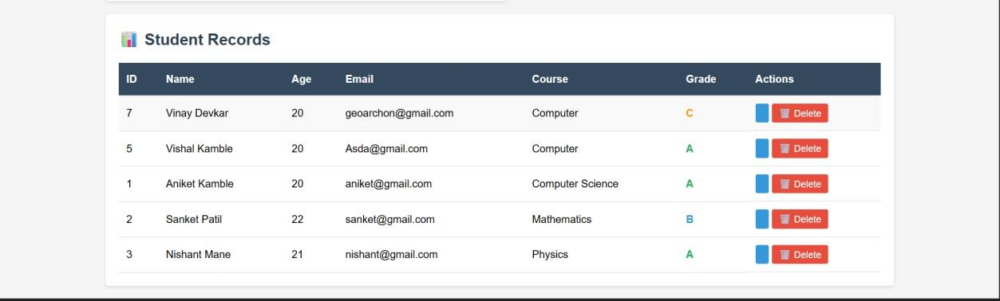 Student Records
ID Name Age Email Course Grade Actions
7 Vinay Devkar 20 geoarchon@gmail.com Computer C Delete
5 Vishal Kamble 20 Asda@gmail.com Computer A Delete
1 Aniket Kamble 20 aniket@gmail.com Computer Science A Delete
2 Sanket Patil 22 sanket@gmail.com Mathematics B Delete
3 Nishant Mane 21 nishant@gmail.com Physics A Delete